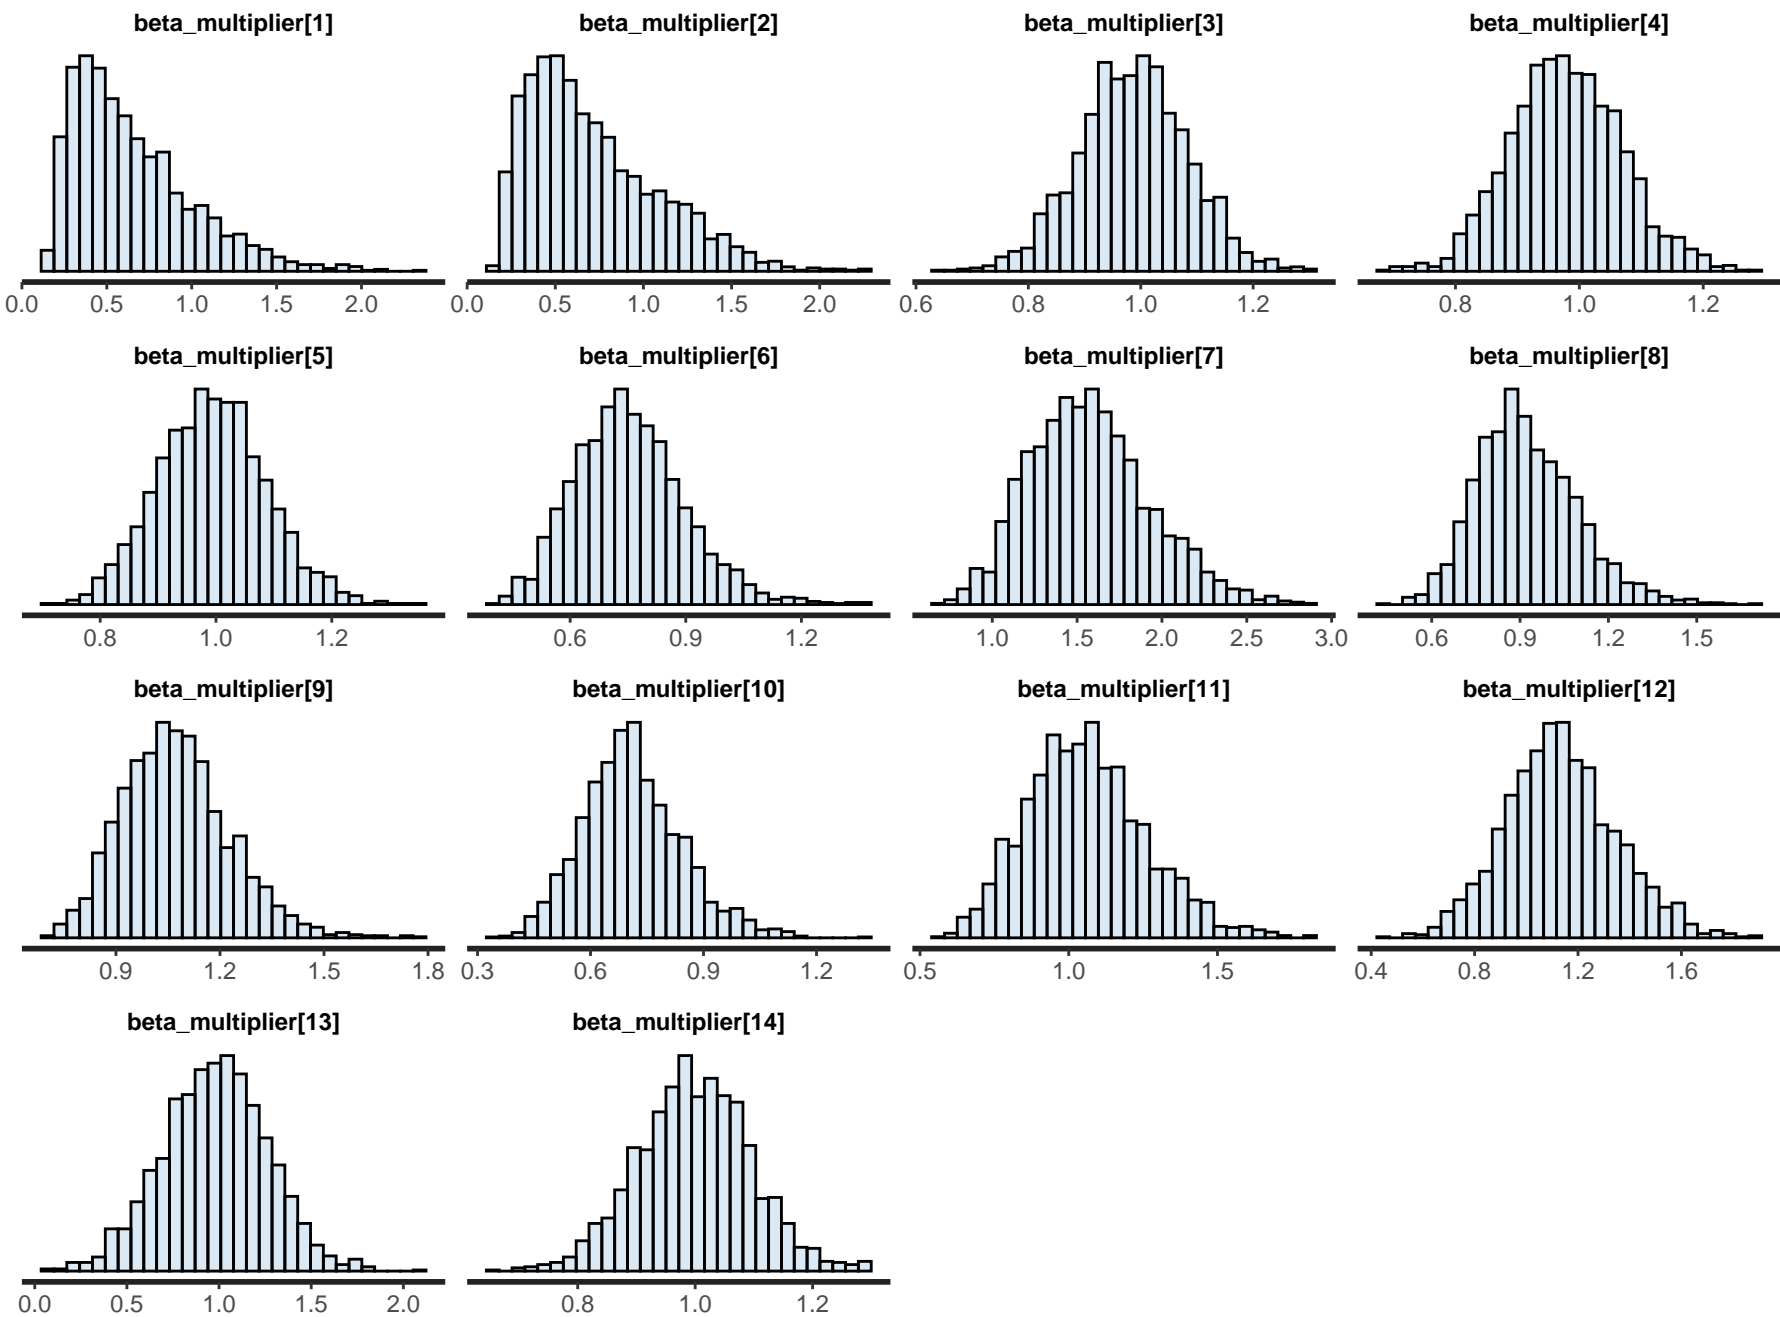 beta_multiplier[1] beta_multiplier[2] beta_multiplier[3] beta_multiplier[4]
0.0 0.5 1.0 1.5 2.0 0.0 0.5 1.0 1.5 2.0 0.6 0.8 1.0 1.2 0.8 1.0 1.2
beta_multiplier[5] beta_multiplier[6] beta_multiplier[7] beta_multiplier[8]
0.8 1.0 1.2 0.6 0.9 1.2 1.0 1.5 2.0 2.5 3.0 0.6 0.9 1.2 1.5
beta_multiplier[9] beta_multiplier[10] beta_multiplier[11] beta_multiplier[12]
0.9 1.2 1.5 1.8 0.3 0.6 0.9 1.2 0.5 1.0 1.5 0.4 0.8 1.2 1.6
beta_multiplier[13] beta_multiplier[14]
0.0 0.5 1.0 1.5 2.0 0.8 1.0 1.2